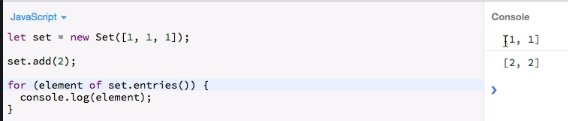 JavaScript
Console
let set = new Set([1, 1, 1]);
set.add(2);
for (element of set.entries()) {
console.log(element);
}
[1, 1]
[2, 2]